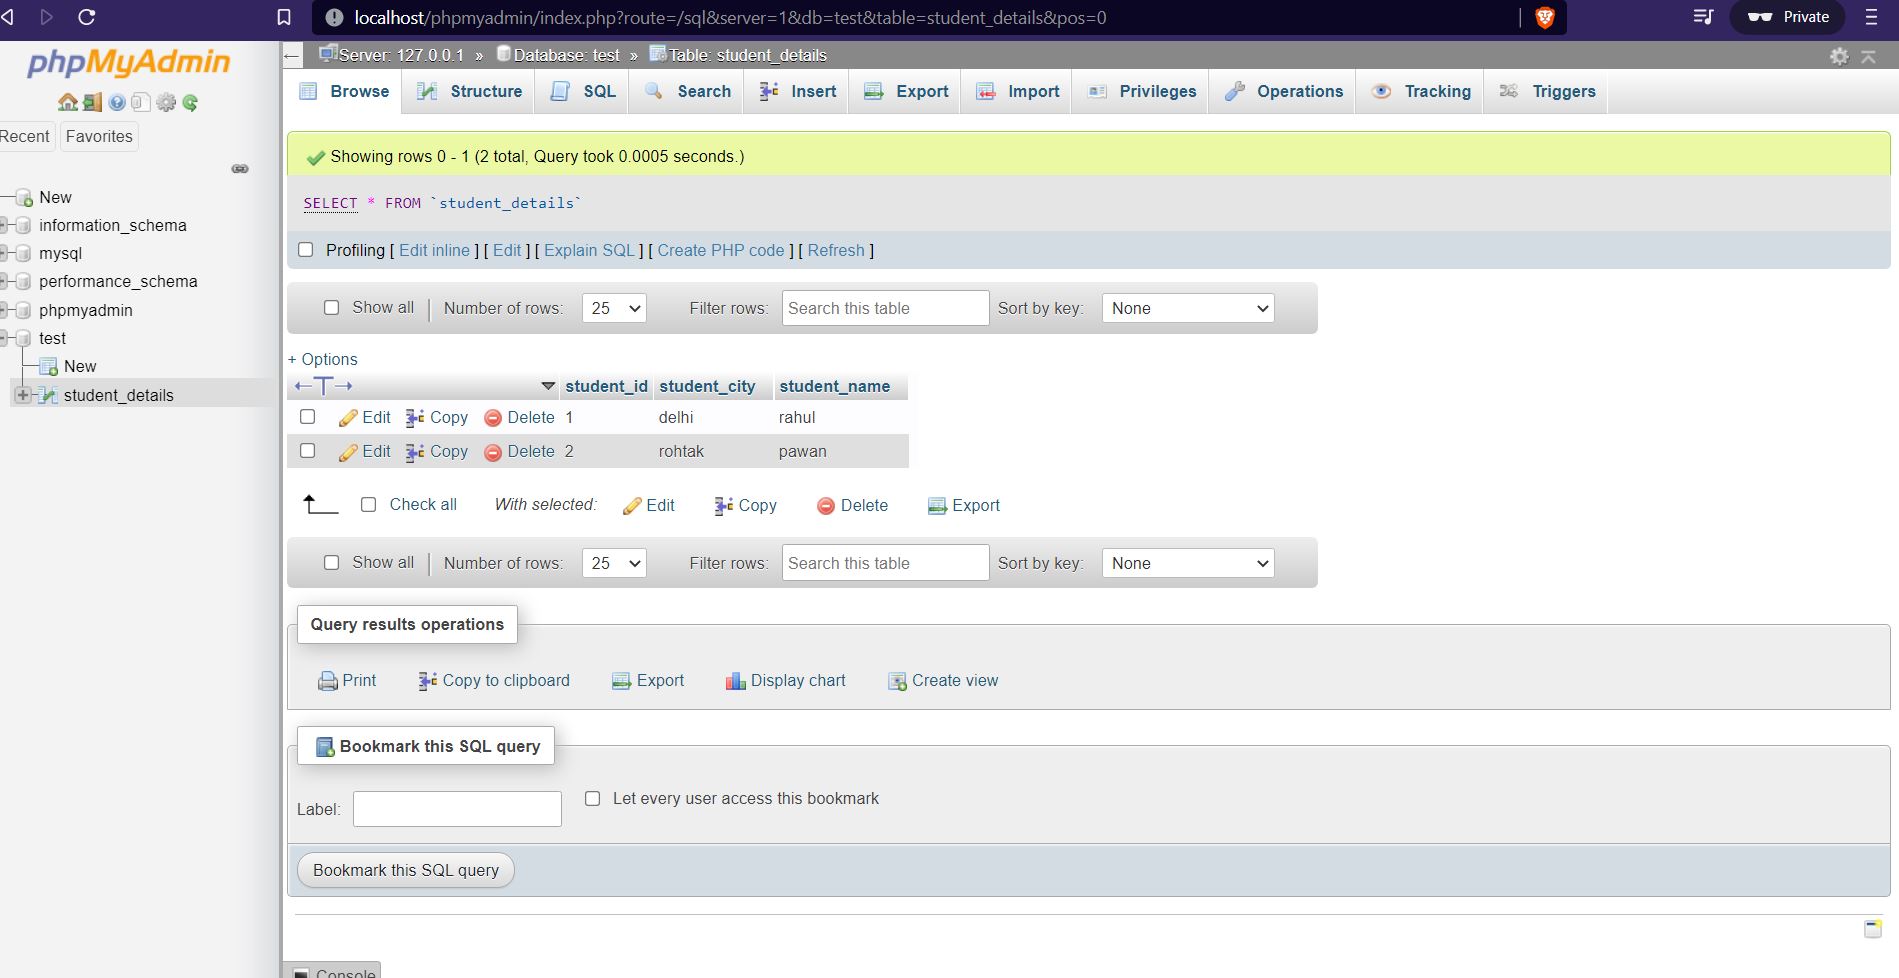 localhost/phpmyadmin/index.php?route=/sql&server=1&db=test&table=student_details&pos=0
Private
phpMyAdmin
Recent Favorites
New
information_schema
mysql
performance_schema
phpmyadmin
test
New
student_details
Server: 127.0.0.1 » Database: test » Table: student_details
Browse Structure SQL Search Insert Export Import Privileges Operations Tracking Triggers
Showing rows 0 - 1 (2 total, Query took 0.0005 seconds.)
SELECT * FROM `student_details`
Profiling [ Edit inline ] [ Edit ] [ Explain SQL ] [ Create PHP code ] [ Refresh ]
Show all | Number of rows: 25 Filter rows: Search this table Sort by key: None
+ Options
←T→ student_id student_city student_name
Edit Copy Delete 1 delhi rahul
Edit Copy Delete 2 rohtak pawan
Check all With selected: Edit Copy Delete Export
Show all | Number of rows: 25 Filter rows: Search this table Sort by key: None
Query results operations
Print Copy to clipboard Export Display chart Create view
Bookmark this SQL query
Label: Let every user access this bookmark
Bookmark this SQL query
Console